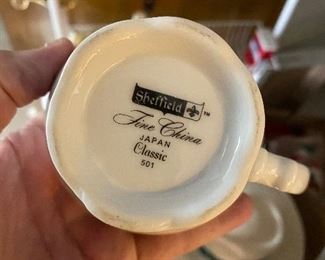 Sheffield TM
Fine China
JAPAN
Classic
501